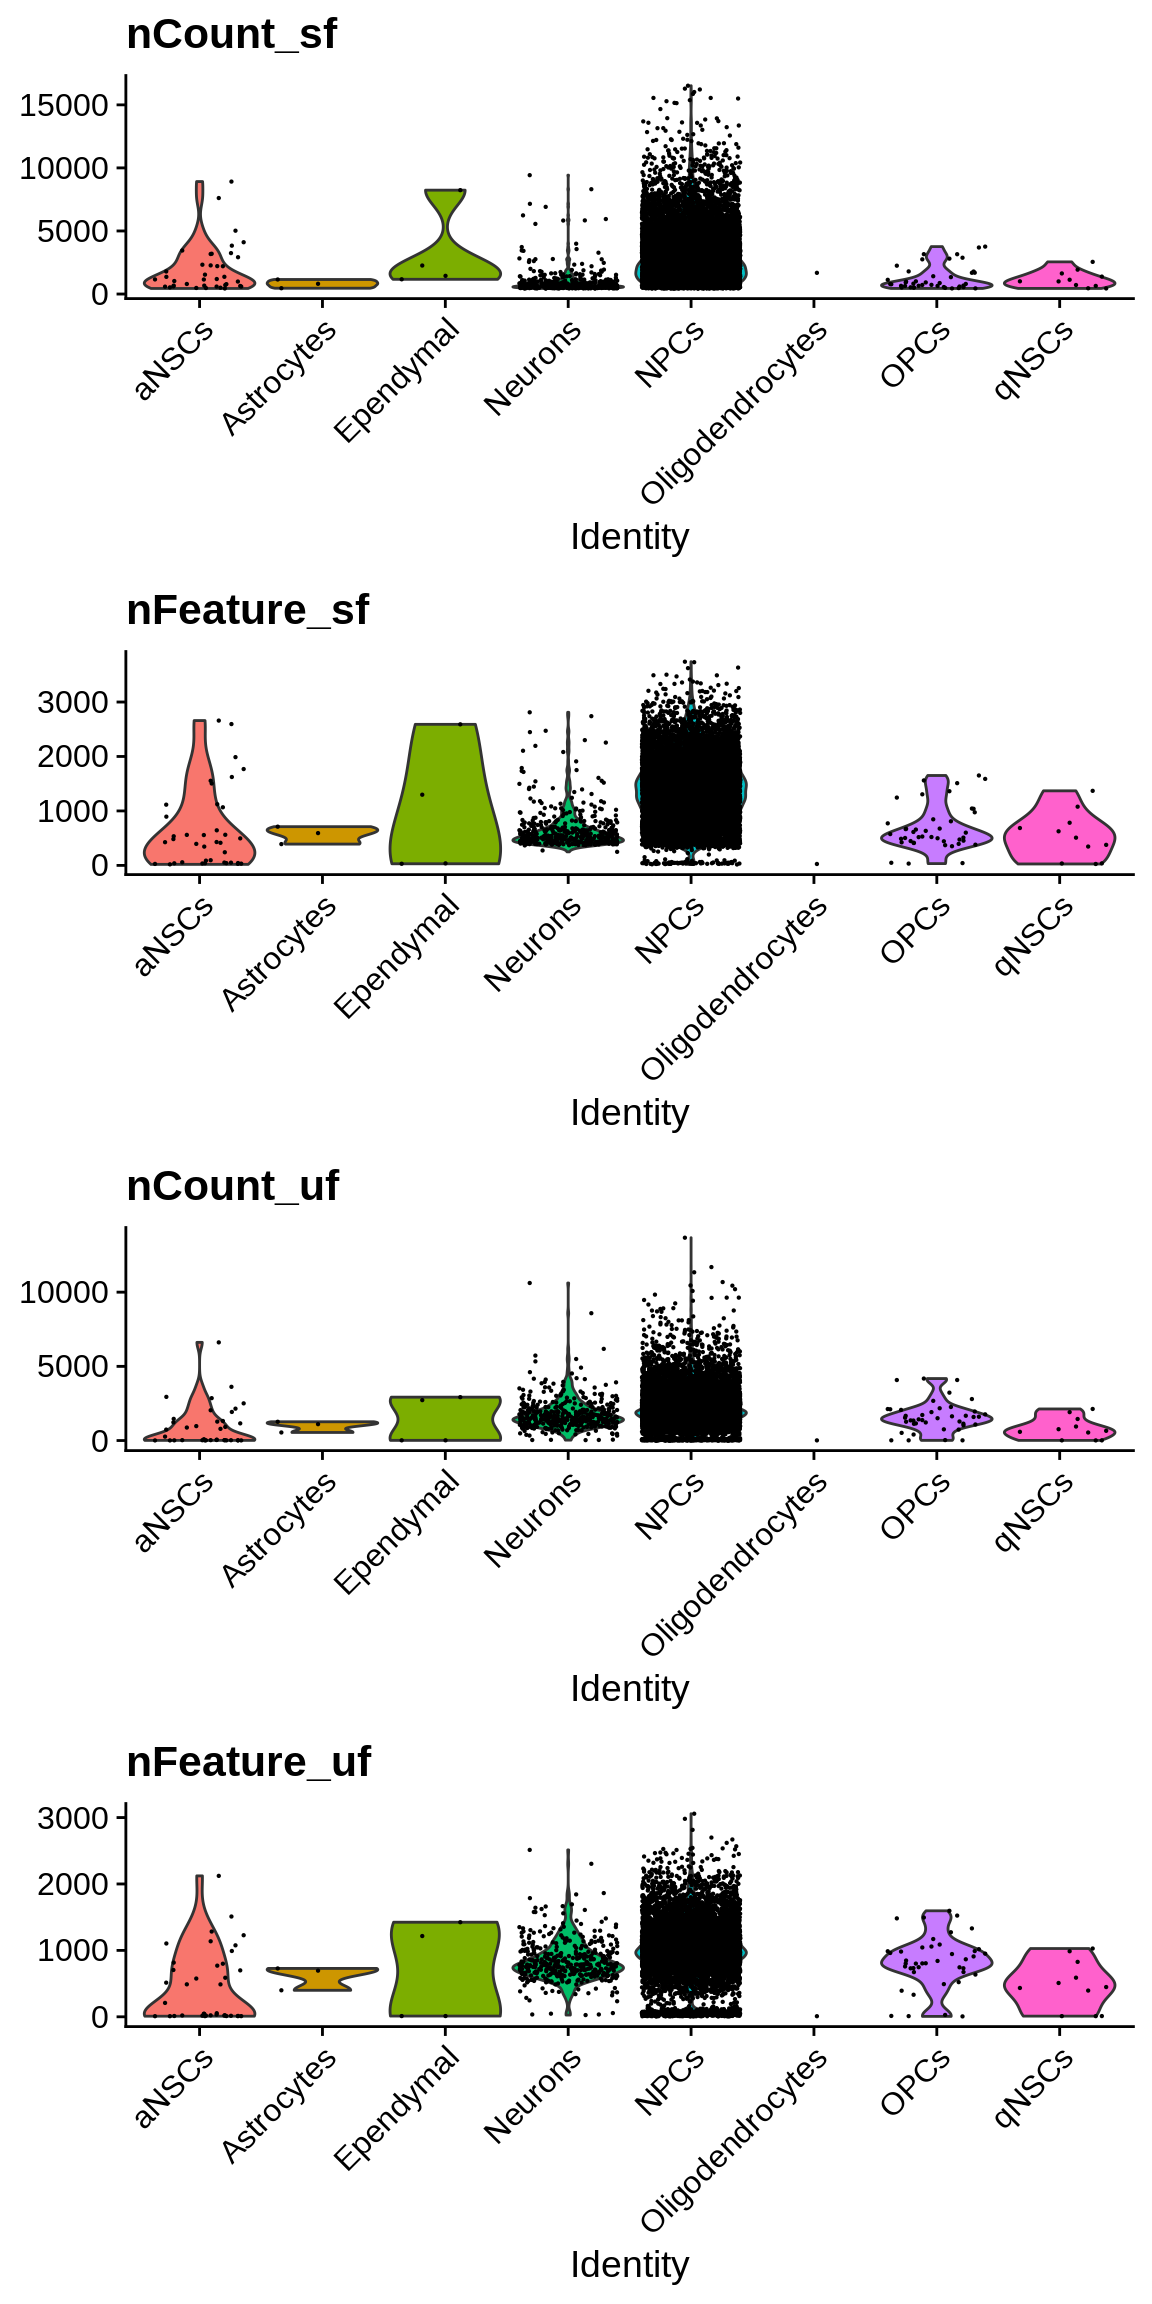 nCount_sf
15000
10000
5000
0
aNSCs
Astrocytes
Ependymal
Neurons
NPCs
Oligodendrocytes
OPCs
qNSCs
Identity
nFeature_sf
3000
2000
1000
0
aNSCs
Astrocytes
Ependymal
Neurons
NPCs
Oligodendrocytes
OPCs
qNSCs
Identity
nCount_uf
10000
5000
0
aNSCs
Astrocytes
Ependymal
Neurons
NPCs
Oligodendrocytes
OPCs
qNSCs
Identity
nFeature_uf
3000
2000
1000
0
aNSCs
Astrocytes
Ependymal
Neurons
NPCs
Oligodendrocytes
OPCs
qNSCs
Identity